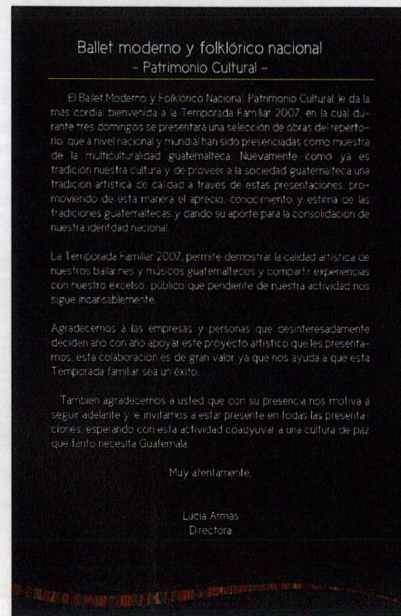 Ballet moderno y folklórico nacional
- Patrimonio Cultural -
El Ballet Moderno y Folklórico Nacional, Patrimonio Cultural, le da la
más cordial bienvenida a la Temporada Familiar 2007, en la cual du-
rante tres domingos se presentará una selección de obras del reperto-
rio, que a nivel nacional y mundial han sido presenciadas como muestra
de la multiculturalidad guatemalteca. Nuevamente como ya es
tradición nuestra cultura y de proveer a la sociedad guatemalteca una
tradición artística de calidad a través de estas presentaciones, pro-
moviendo de esta manera el aprecio, conocimiento y estima de las
tradiciones guatemaltecas y dando su aporte para la consolidación de
nuestra identidad nacional.
La Temporada Familiar 2007, permite demostrar la calidad artística de
nuestros bailarines y músicos guatemaltecos y compartir experiencias
con nuestro excelso público que pendiente de nuestra actividad nos
sigue incansablemente.
Agradecemos a las empresas y personas que desinteresadamente
deciden año con año apoyar este proyecto artístico que les presenta-
mos, esta colaboración es de gran valor ya que nos ayuda a que esta
Temporada familiar sea un éxito.
También agradecemos a usted que con su presencia nos motiva a
seguir adelante y le invitamos a estar presente en todas las presenta-
ciones, esperando con esta actividad coadyuvar a una cultura de paz
que tanto necesita Guatemala.
Muy atentamente,
Lucía Armas
Directora